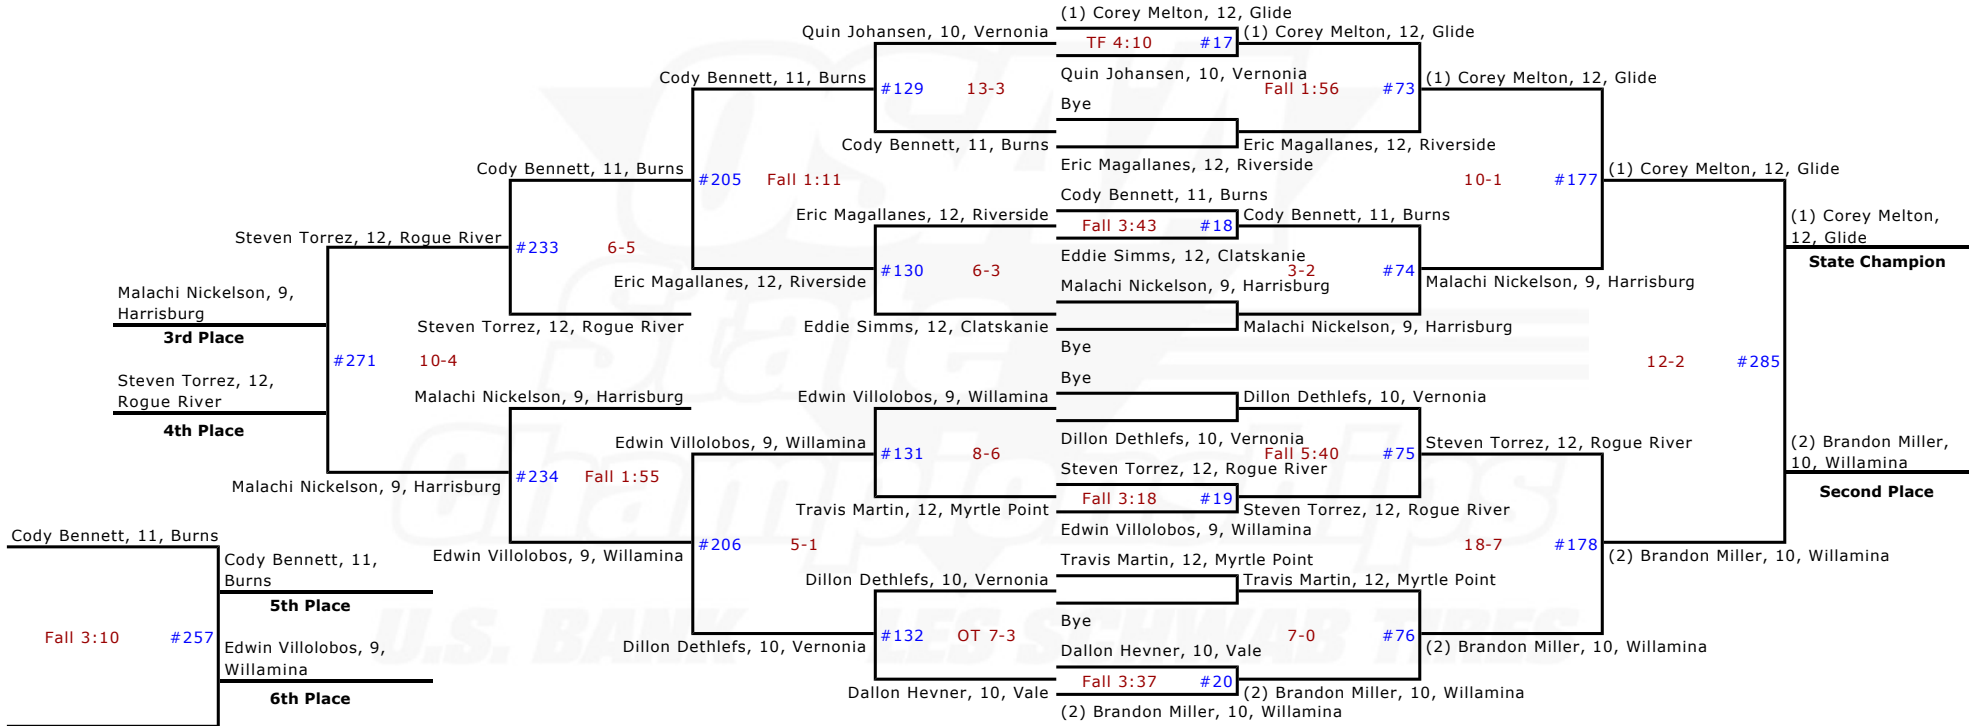 (1) Corey Melton, 12, Glide
Quin Johansen, 10, Vernonia
TF 4:10
#17
(1) Corey Melton, 12, Glide
Cody Bennett, 11, Burns
Quin Johansen, 10, Vernonia
(1) Corey Melton, 12, Glide
#129
13-3
Fall 1:56
#73
Bye
Cody Bennett, 11, Burns
Eric Magallanes, 12, Riverside
Cody Bennett, 11, Burns
Eric Magallanes, 12, Riverside
(1) Corey Melton, 12, Glide
#205
Fall 1:11
10-1
#177
Cody Bennett, 11, Burns
Eric Magallanes, 12, Riverside
Fall 3:43
#18
Cody Bennett, 11, Burns
(1) Corey Melton,
12, Glide
State Champion
Steven Torrez, 12, Rogue River
#233
6-5
Eddie Simms, 12, Clatskanie
#130
6-3
3-2
#74
Eric Magallanes, 12, Riverside
Malachi Nickelson, 9, Harrisburg
Malachi Nickelson, 9, Harrisburg
Malachi Nickelson, 9,
Harrisburg
3rd Place
Steven Torrez, 12, Rogue River
Eddie Simms, 12, Clatskanie
Malachi Nickelson, 9, Harrisburg
Bye
#271
10-4
12-2
#285
Bye
Steven Torrez, 12,
Rogue River
4th Place
Malachi Nickelson, 9, Harrisburg
Edwin Villolobos, 9, Willamina
Dillon Dethlefs, 10, Vernonia
Edwin Villolobos, 9, Willamina
Dillon Dethlefs, 10, Vernonia
Steven Torrez, 12, Rogue River
#131
8-6
Fall 5:40
#75
(2) Brandon Miller,
10, Willamina
Second Place
Steven Torrez, 12, Rogue River
#234
Fall 1:55
Malachi Nickelson, 9, Harrisburg
Fall 3:18
#19
Travis Martin, 12, Myrtle Point
Steven Torrez, 12, Rogue River
Edwin Villolobos, 9, Willamina
Cody Bennett, 11, Burns
#206
5-1
18-7
#178
Edwin Villolobos, 9, Willamina
(2) Brandon Miller, 10, Willamina
Cody Bennett, 11,
Burns
5th Place
Travis Martin, 12, Myrtle Point
Dillon Dethlefs, 10, Vernonia
Travis Martin, 12, Myrtle Point
Bye
Fall 3:10
#257
#132
OT 7-3
7-0
#76
Dillon Dethlefs, 10, Vernonia
(2) Brandon Miller, 10, Willamina
Edwin Villolobos, 9,
Willamina
6th Place
Dallon Hevner, 10, Vale
Fall 3:37
#20
Dallon Hevner, 10, Vale
(2) Brandon Miller, 10, Willamina
(2) Brandon Miller, 10, Willamina
OSAA
State
Championships
U.S. BANK
LES SCHWAB TIRES